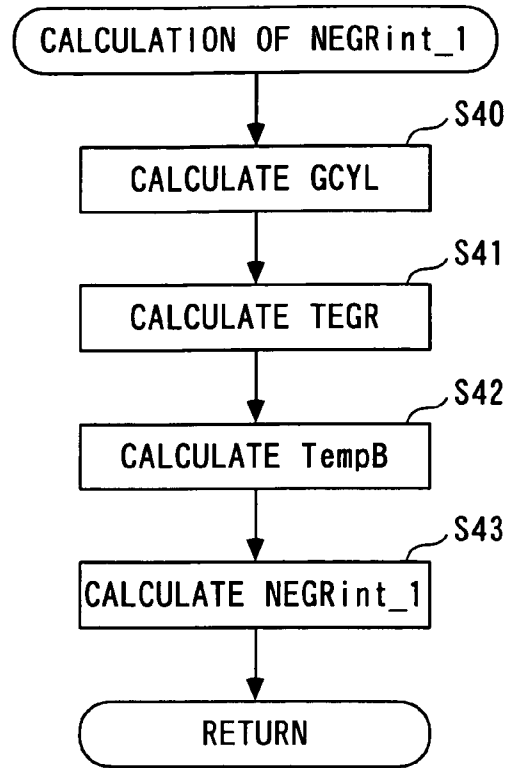 CALCULATION OF NEGRint_1
S40
CALCULATE GCYL
S41
CALCULATE TEGR
S42
CALCULATE TempB
S43
CALCULATE NEGRint_1
RETURN